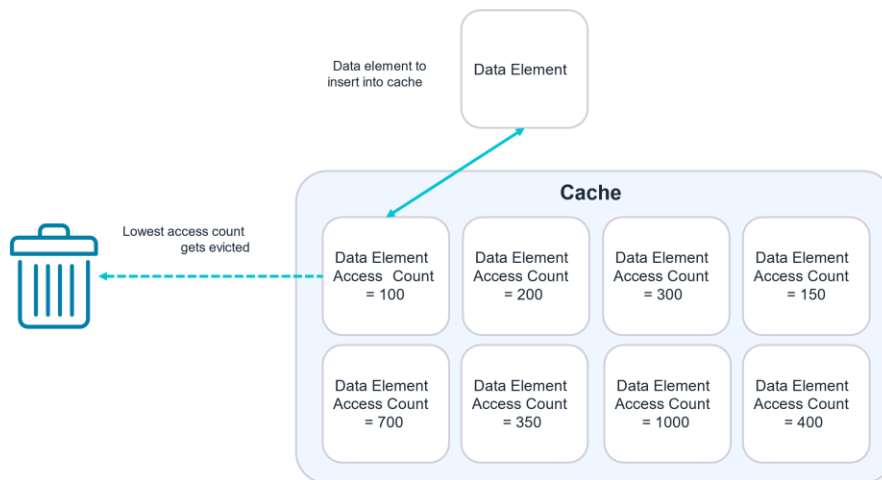 Data element to
insert into cache
Data Element
Cache
Lowest access count
gets evicted
Data Element
Access Count
= 100
Data Element
Access Count
= 200
Data Element
Access Count
= 300
Data Element
Access Count
= 150
Data Element
Access Count
= 700
Data Element
Access Count
= 350
Data Element
Access Count
= 1000
Data Element
Access Count
= 400